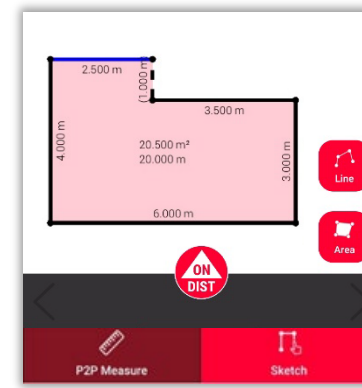 2.500 m
(1.000 m)
3.500 m
4.000 m
20.500 m²
20.000 m
3.000 m
6.000 m
Line
Area
ON
DIST
P2P Measure
Sketch